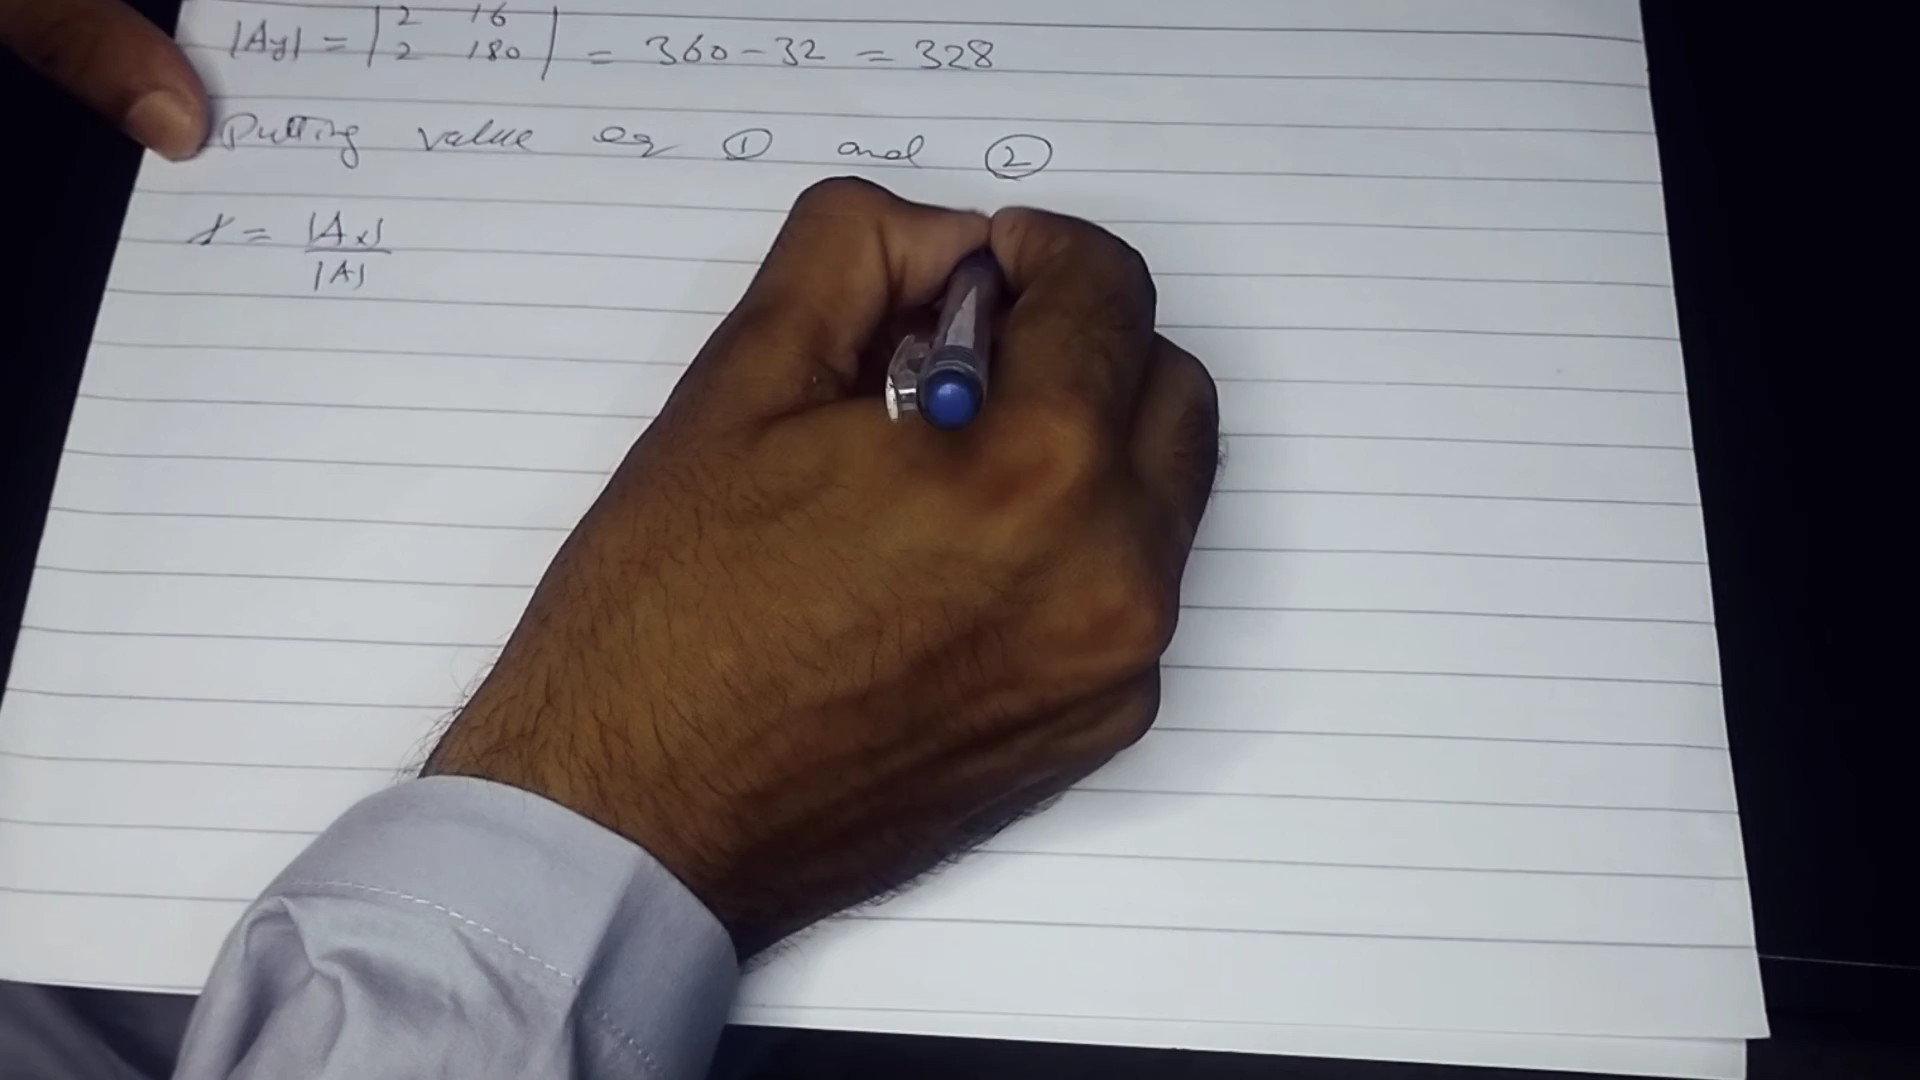 2 16
|Ay| = | 2 180 | = 360 - 32 = 328
Putting value eq ① and ②
x = |Ax|
|A|